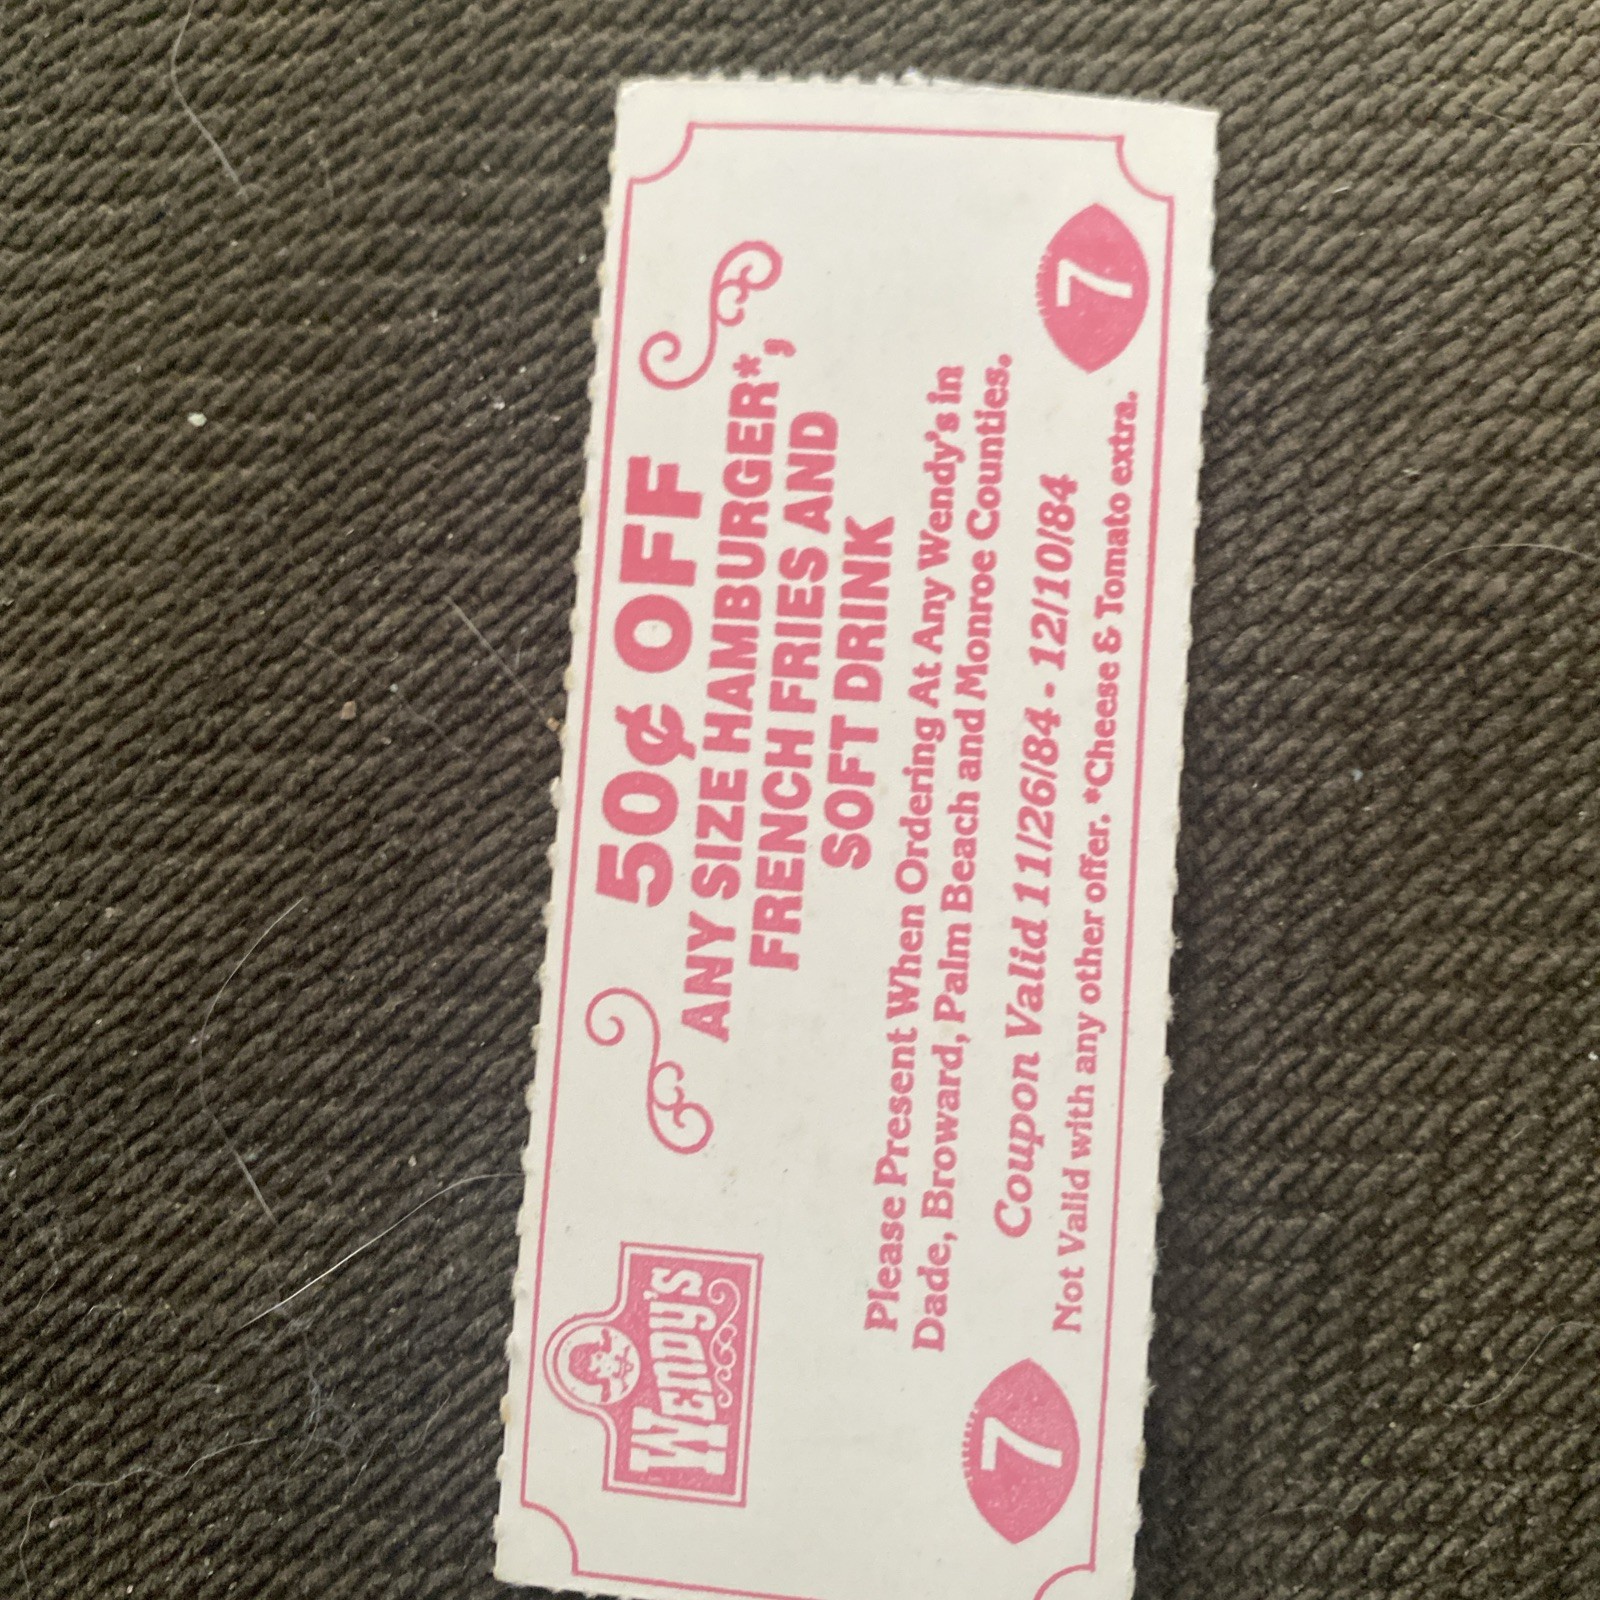 WENDY'S
50¢ OFF
ANY SIZE HAMBURGER*,
FRENCH FRIES AND
SOFT DRINK
Please Present When Ordering At Any Wendy's in
Dade, Broward, Palm Beach and Monroe Counties.
Coupon Valid 11/26/84 - 12/10/84
7
Not Valid with any other offer. *Cheese & Tomato extra.
7